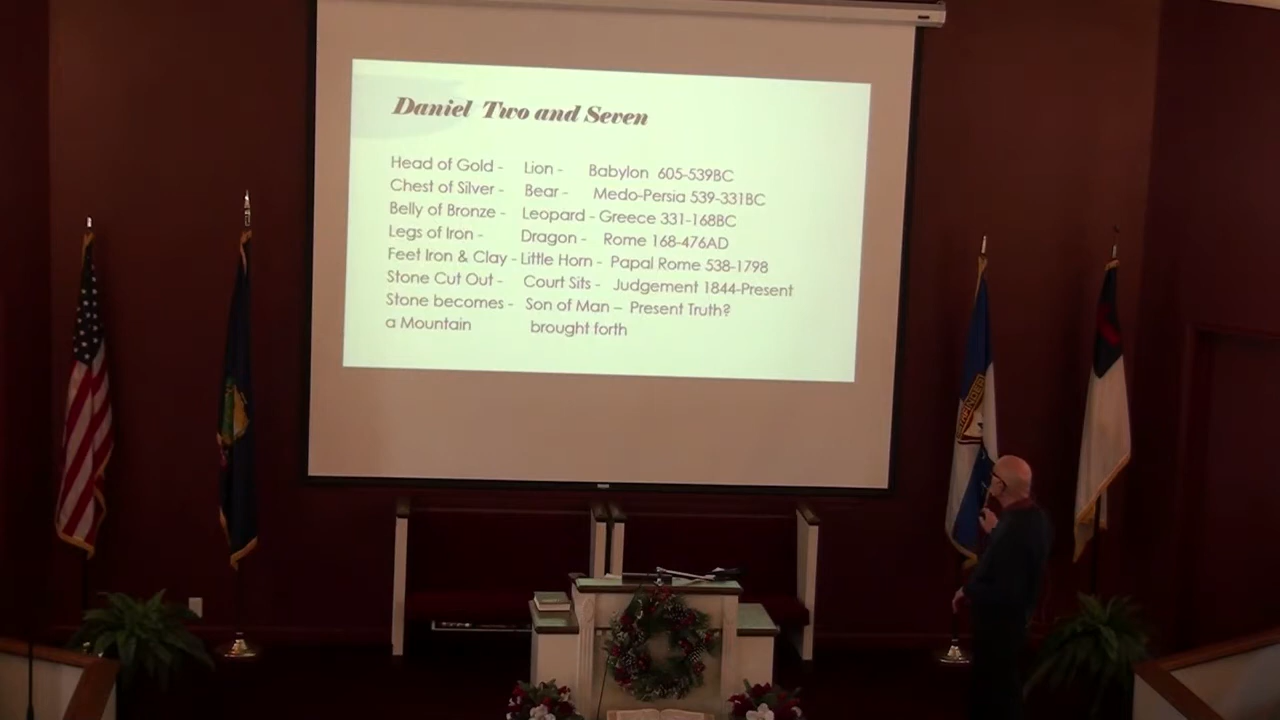 Daniel Two and Seven
Head of Gold - Lion - Babylon 605-539BC
Chest of Silver - Bear - Medo-Persia 539-331BC
Belly of Bronze - Leopard - Greece 331-168BC
Legs of Iron - Dragon - Rome 168-476AD
Feet Iron & Clay - Little Horn - Papal Rome 538-1798
Stone Cut Out - Court Sits - Judgement 1844-Present
Stone becomes - Son of Man – Present Truth?
a Mountain brought forth